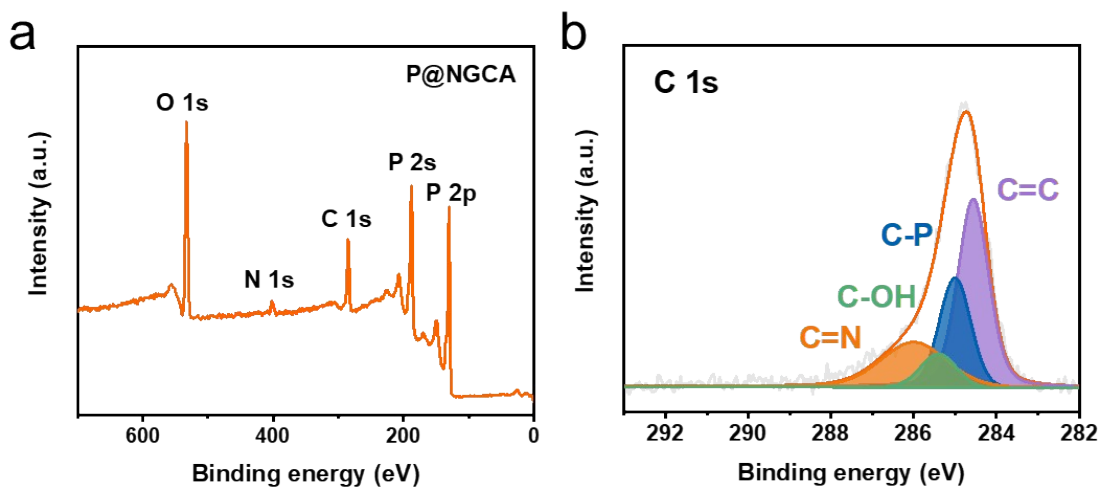 a
P@NGCA
O 1s
N 1s
C 1s
P 2s
P 2p
Intensity (a.u.)
600
400
200
0
Binding energy (eV)
b
C 1s
C=C
C-P
C-OH
C=N
Intensity (a.u.)
292
290
288
286
284
282
Binding energy (eV)